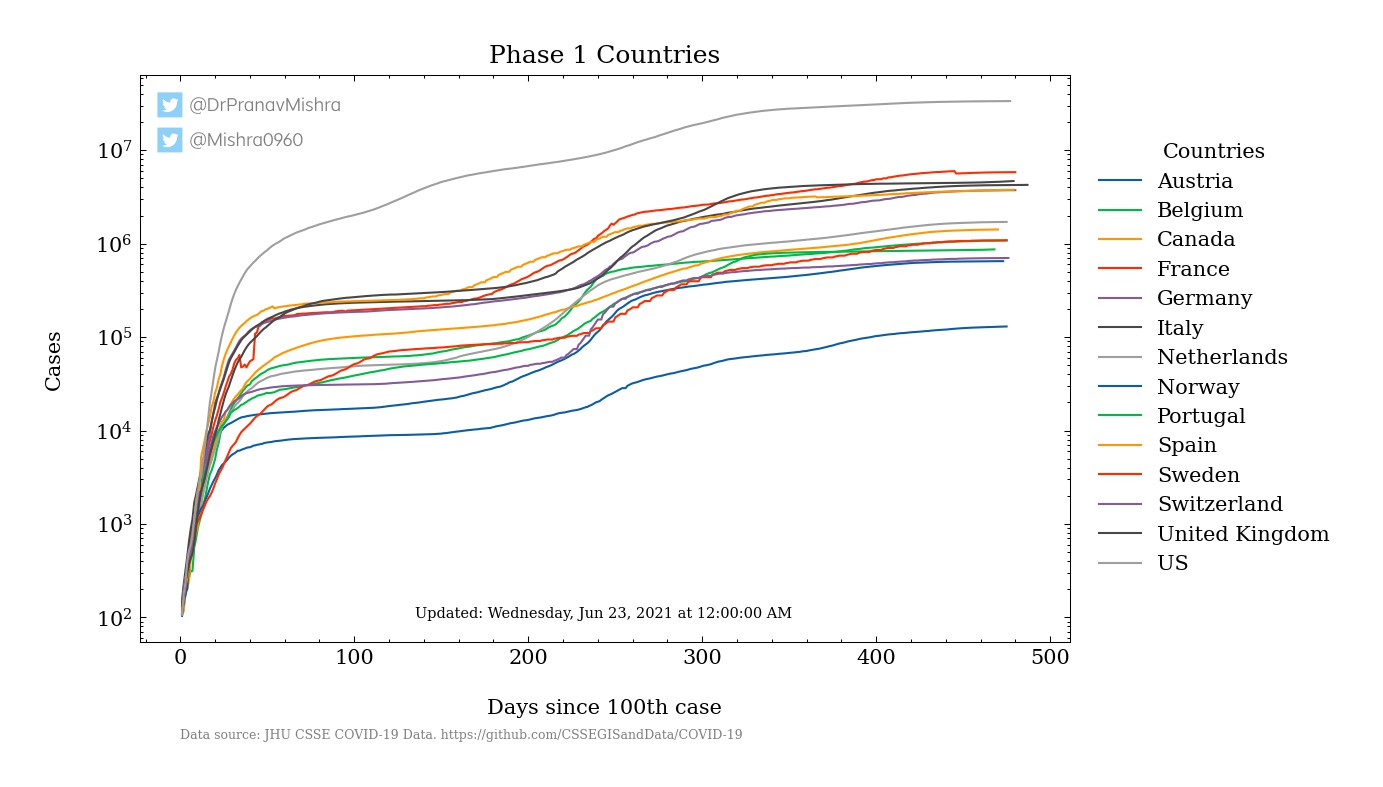 Phase 1 Countries
@DrPranavMishra
@Mishra0960
10^7
10^6
10^5
10^4
10^3
10^2
Cases
Updated: Wednesday, Jun 23, 2021 at 12:00:00 AM
0 100 200 300 400 500
Days since 100th case
Data source: JHU CSSE COVID-19 Data. https://github.com/CSSEGISandData/COVID-19
Countries
Austria
Belgium
Canada
France
Germany
Italy
Netherlands
Norway
Portugal
Spain
Sweden
Switzerland
United Kingdom
US